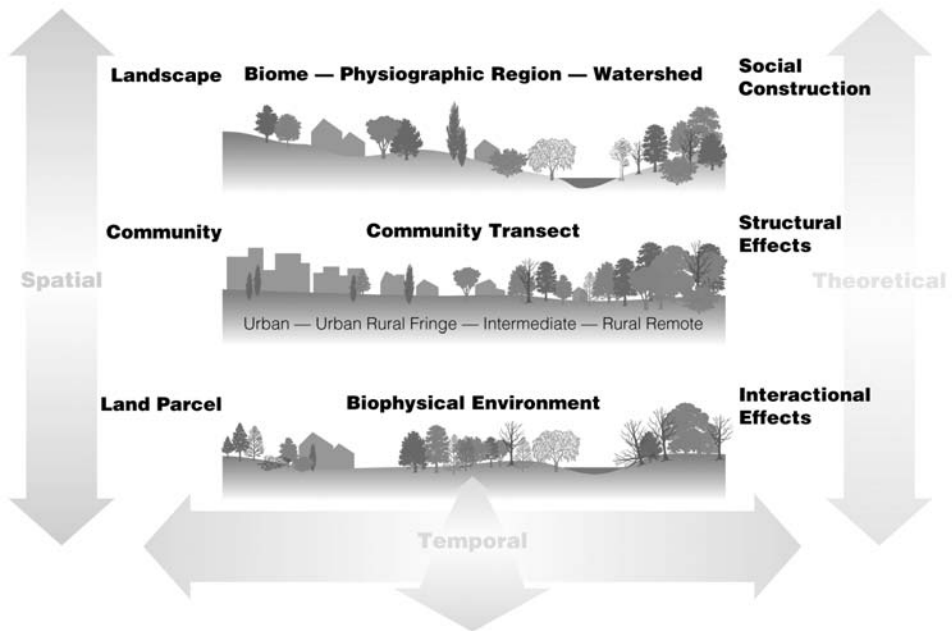 Landscape
Biome — Physiographic Region — Watershed
Social
Construction
Community
Community Transect
Structural
Effects
Spatial
Theoretical
Urban — Urban Rural Fringe — Intermediate — Rural Remote
Land Parcel
Biophysical Environment
Interactional
Effects
Temporal